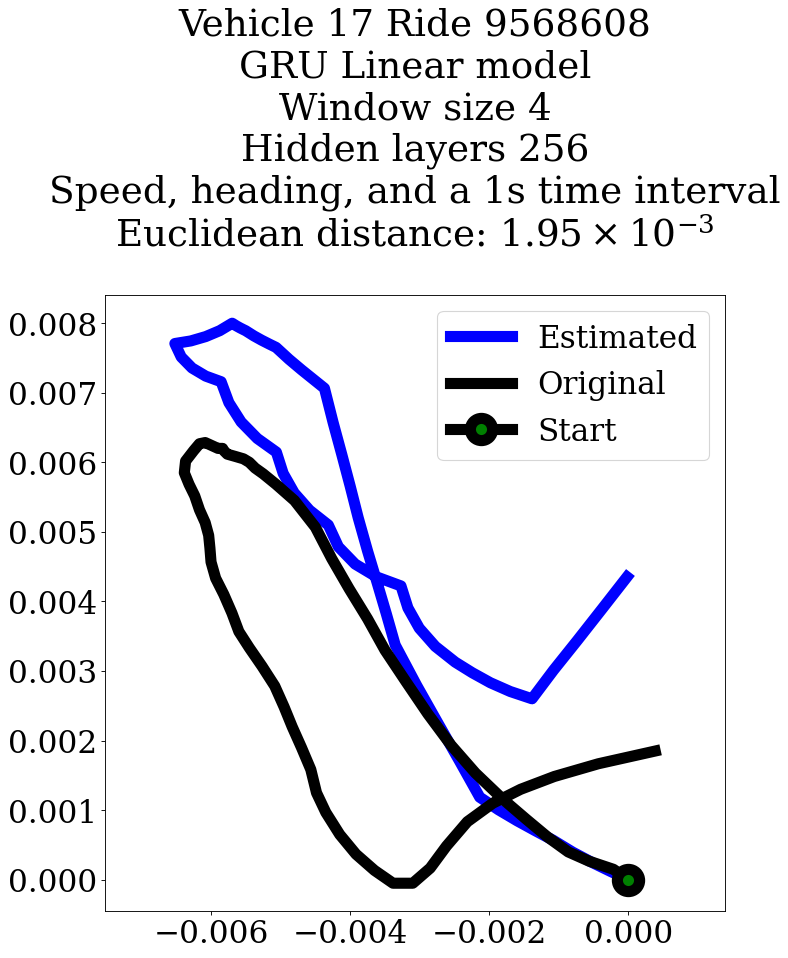 Vehicle 17 Ride 9568608
GRU Linear model
Window size 4
Hidden layers 256
Speed, heading, and a 1s time interval
Euclidean distance: 1.95 × 10⁻³
Estimated
Original
Start
0.008
0.007
0.006
0.005
0.004
0.003
0.002
0.001
0.000
−0.006 −0.004 −0.002 0.000